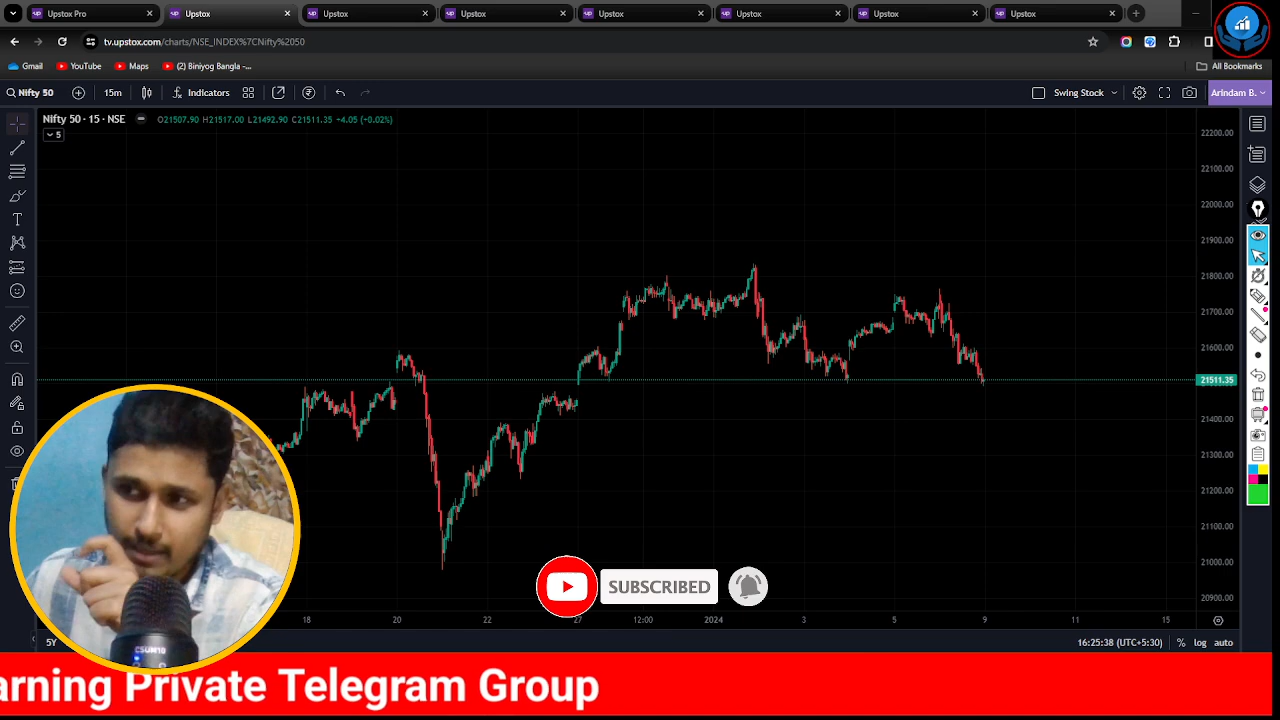 Upstox Pro
Upstox
Upstox
Upstox
Upstox
Upstox
Upstox
Upstox
tv.upstox.com/charts/NSE_INDEX%7CNifty%2050
Gmail
YouTube
Maps
(2) Biniyog Bangla -...
All Bookmarks
Nifty 50
15m
Indicators
Swing Stock
Arindam B.
Nifty 50 · 15 · NSE
O21507.90 H21517.00 L21492.90 C21511.35 +4.05 (+0.02%)
5
22200.00
22100.00
22000.00
21900.00
21800.00
21700.00
21600.00
21511.35
21400.00
21300.00
21200.00
21100.00
21000.00
20900.00
SUBSCRIBED
18
20
22
27
12:00
2024
3
5
9
11
15
5Y
16:25:38 (UTC+5:30)
%
log
auto
arning Private Telegram Group